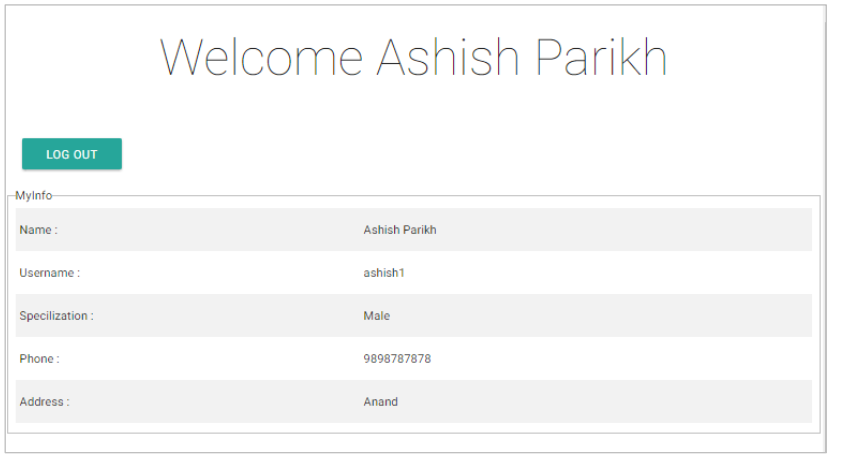 Welcome Ashish Parikh
LOG OUT
MyInfo
Name : Ashish Parikh
Username : ashish1
Specilization : Male
Phone : 9898787878
Address : Anand